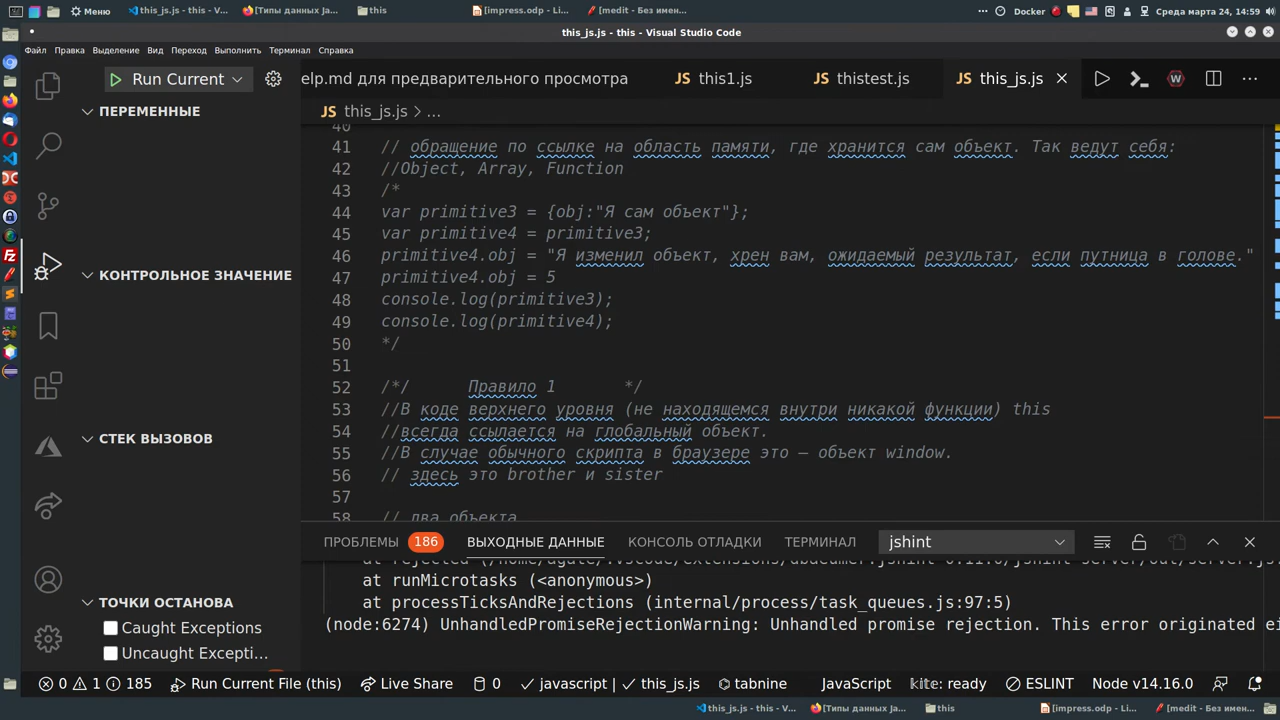 Меню
this_js.js - this - V...
[Типы данных Ja...
this
[impress.odp - Li...
[medit - Без имен...
Docker
Среда марта 24, 14:59
this_js.js - this - Visual Studio Code
Файл Правка Выделение Вид Переход Выполнить Терминал Справка
Run Current
elp.md для предварительного просмотра
JS this1.js
JS thistest.js
JS this_js.js
ПЕРЕМЕННЫЕ
JS this_js.js > ...
40
41 // обращение по ссылке на область памяти, где хранится сам объект. Так ведут себя:
42 //Object, Array, Function
43 /*
44 var primitive3 = {obj:"Я сам объект"};
45 var primitive4 = primitive3;
46 primitive4.obj = "Я изменил объект, хрен вам, ожидаемый результат, если путница в голове."
47 primitive4.obj = 5
48 console.log(primitive3);
49 console.log(primitive4);
50 */
51
52 /*/ Правило 1 */
53 //В коде верхнего уровня (не находящемся внутри никакой функции) this
54 //всегда ссылается на глобальный объект.
55 //В случае обычного скрипта в браузере это — объект window.
56 // здесь это brother и sister
57
58 // два объекта
КОНТРОЛЬНОЕ ЗНАЧЕНИЕ
СТЕК ВЫЗОВОВ
ТОЧКИ ОСТАНОВА
Caught Exceptions
Uncaught Excepti...
ПРОБЛЕМЫ 186 ВЫХОДНЫЕ ДАННЫЕ КОНСОЛЬ ОТЛАДКИ ТЕРМИНАЛ jshint
at runMicrotasks (<anonymous>)
at processTicksAndRejections (internal/process/task_queues.js:97:5)
(node:6274) UnhandledPromiseRejectionWarning: Unhandled promise rejection. This error originated ei
0 1 185 Run Current File (this) Live Share 0 javascript | this_js.js tabnine JavaScript kite: ready ESLINT Node v14.16.0
this_js.js - this - V...
[Типы данных Ja...
this
[impress.odp - Li...
[medit - Без имен...